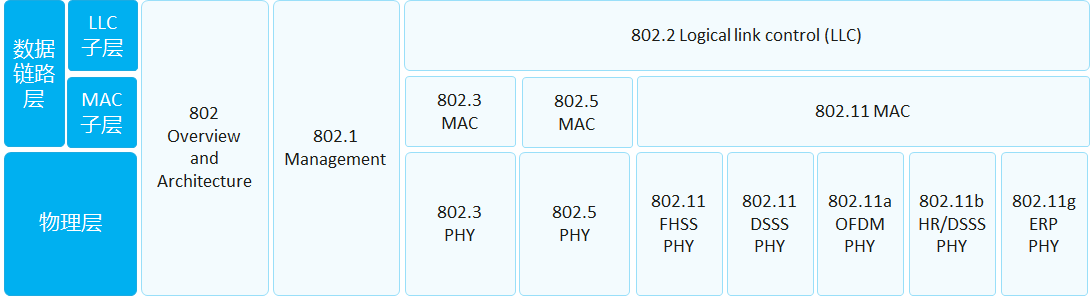 数据
链路
层
LLC
子层
MAC
子层
物理层
802
Overview
and
Architecture
802.1
Management
802.2 Logical link control (LLC)
802.3
MAC
802.5
MAC
802.11 MAC
802.3
PHY
802.5
PHY
802.11
FHSS
PHY
802.11
DSSS
PHY
802.11a
OFDM
PHY
802.11b
HR/DSSS
PHY
802.11g
ERP
PHY